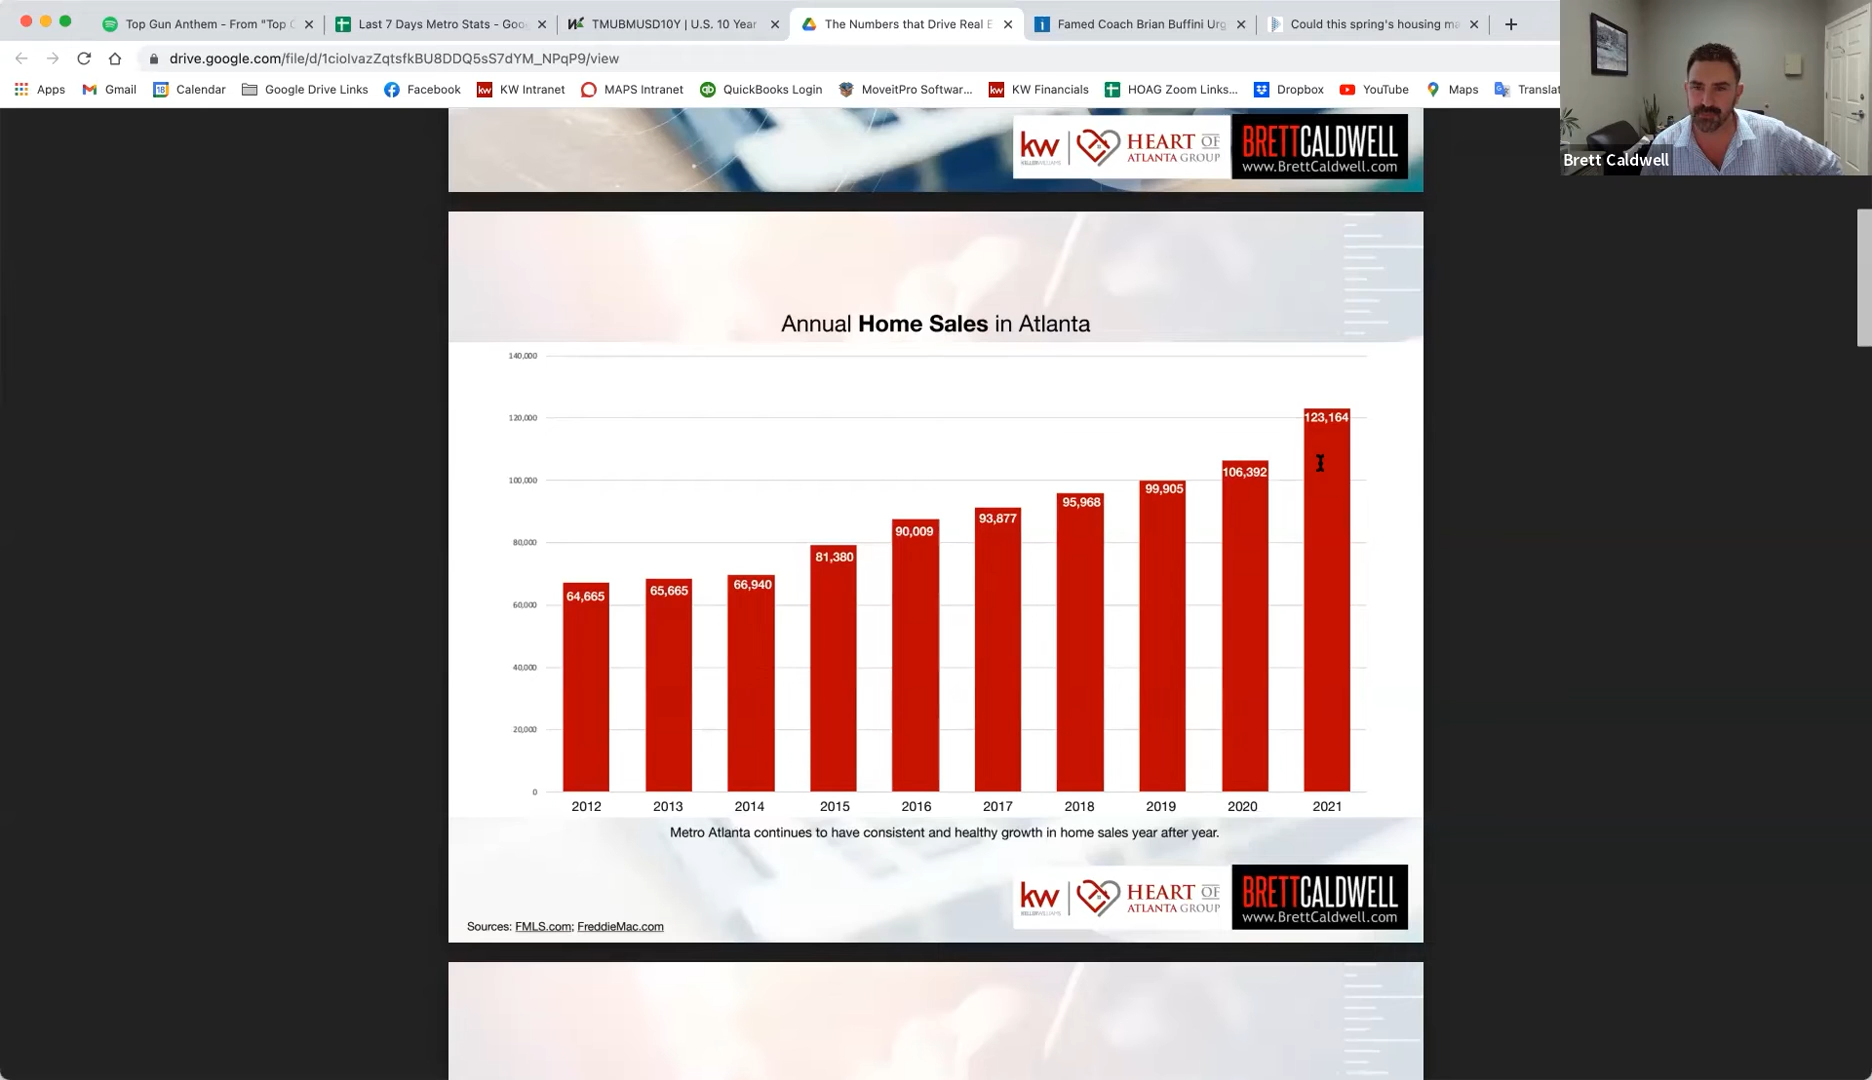 Top Gun Anthem - From "Top G
Last 7 Days Metro Stats - Goo
TMUBMUSD10Y | U.S. 10 Year
The Numbers that Drive Real E
Famed Coach Brian Buffini Urg
Could this spring's housing ma
drive.google.com/file/d/1ciolvazZqtsfkBU8DDQ5sS7dYM_NPqP9/view
Apps
Gmail
Calendar
Google Drive Links
Facebook
KW Intranet
MAPS Intranet
QuickBooks Login
MoveitPro Softwar...
KW Financials
HOAG Zoom Links...
Dropbox
YouTube
Maps
Translat
Brett Caldwell
kw
KELLERWILLIAMS
HEART OF
ATLANTA GROUP
BRETTCALDWELL
www.BrettCaldwell.com
Annual Home Sales in Atlanta
140,000
120,000
100,000
80,000
60,000
40,000
20,000
0
64,665
65,665
66,940
81,380
90,009
93,877
95,968
99,905
106,392
123,164
2012
2013
2014
2015
2016
2017
2018
2019
2020
2021
Metro Atlanta continues to have consistent and healthy growth in home sales year after year.
kw
KELLERWILLIAMS
HEART OF
ATLANTA GROUP
BRETTCALDWELL
www.BrettCaldwell.com
Sources: FMLS.com; FreddieMac.com